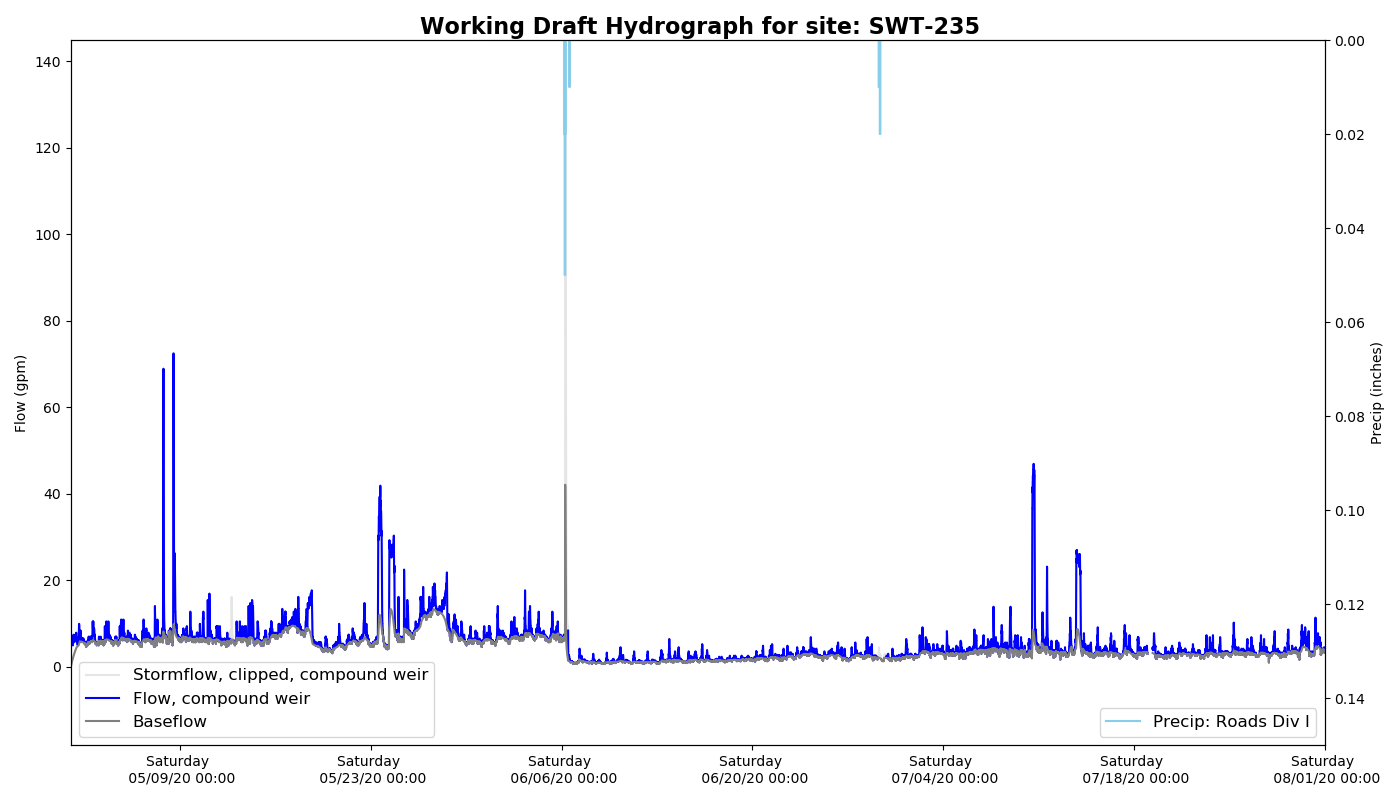 Working Draft Hydrograph for site: SWT-235
140
120
100
80
60
40
20
0
Flow (gpm)
0.00
0.02
0.04
0.06
0.08
0.10
0.12
0.14
Precip (inches)
Stormflow, clipped, compound weir
Flow, compound weir
Baseflow
Precip: Roads Div I
Saturday
05/09/20 00:00
Saturday
05/23/20 00:00
Saturday
06/06/20 00:00
Saturday
06/20/20 00:00
Saturday
07/04/20 00:00
Saturday
07/18/20 00:00
Saturday
08/01/20 00:00